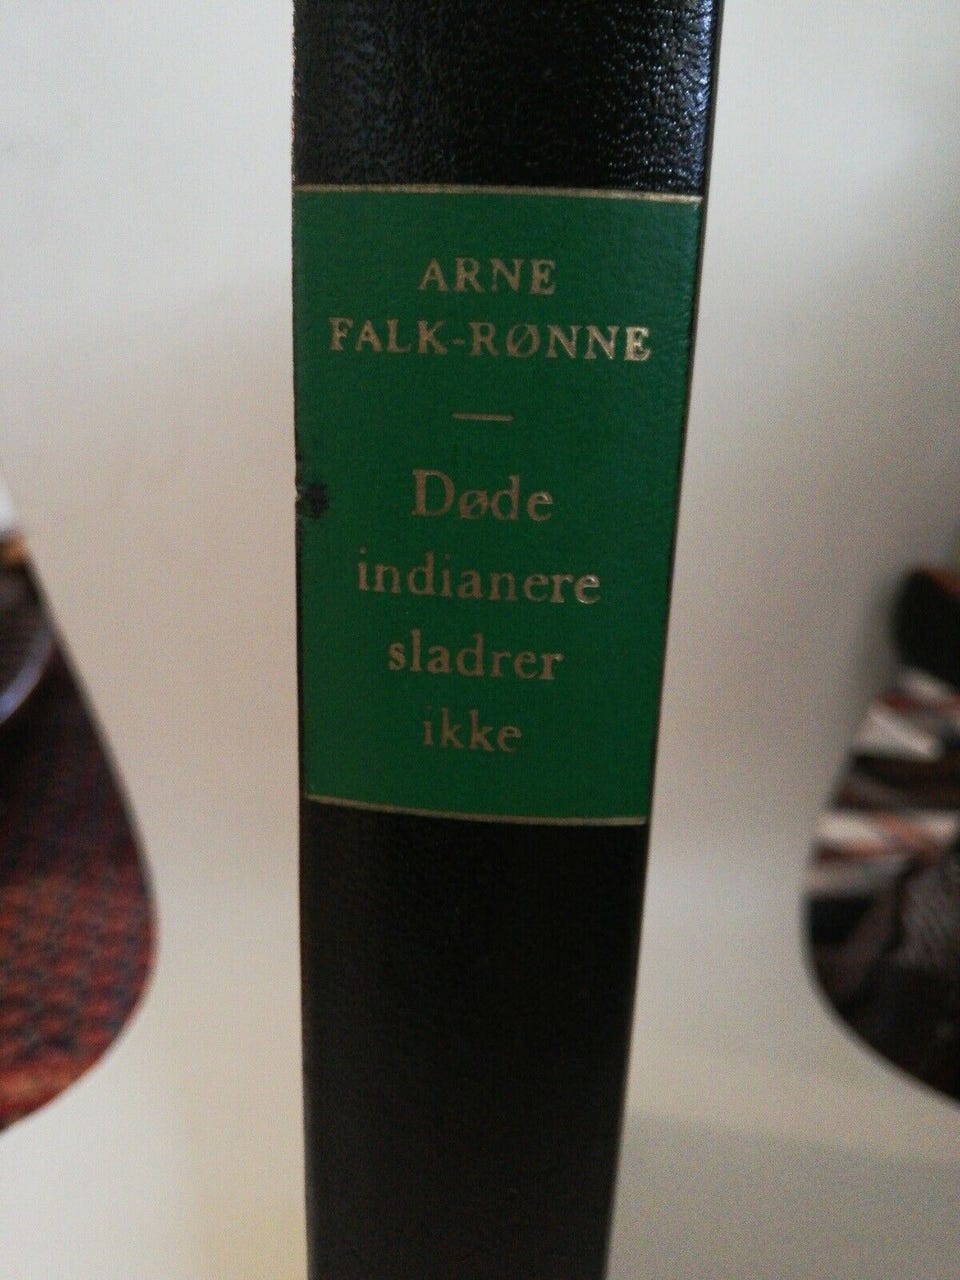 ARNE
FALK-RØNNE
Døde
indianere
sladrer
ikke